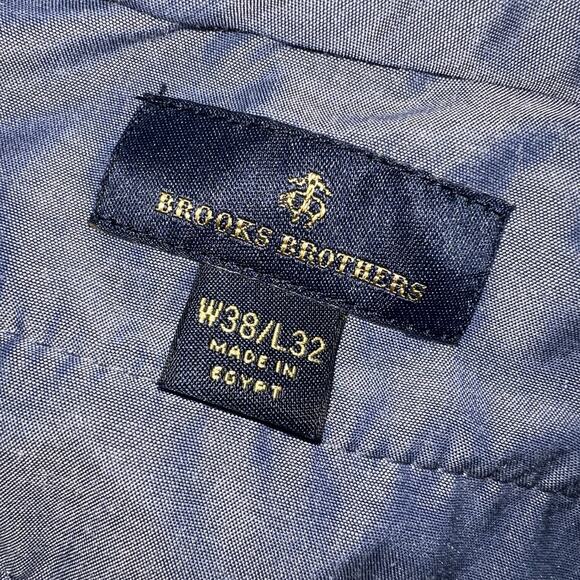 BROOKS BROTHERS
W38/L32
MADE IN
EGYPT